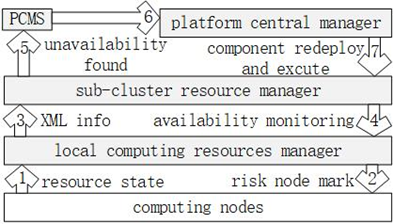 PCMS
6
platform central manager
5
unavailability
found
component redeploy
and excute
7
sub-cluster resource manager
3
XML info
availability monitoring
4
local computing resources manager
1
resource state
risk node mark
2
computing nodes